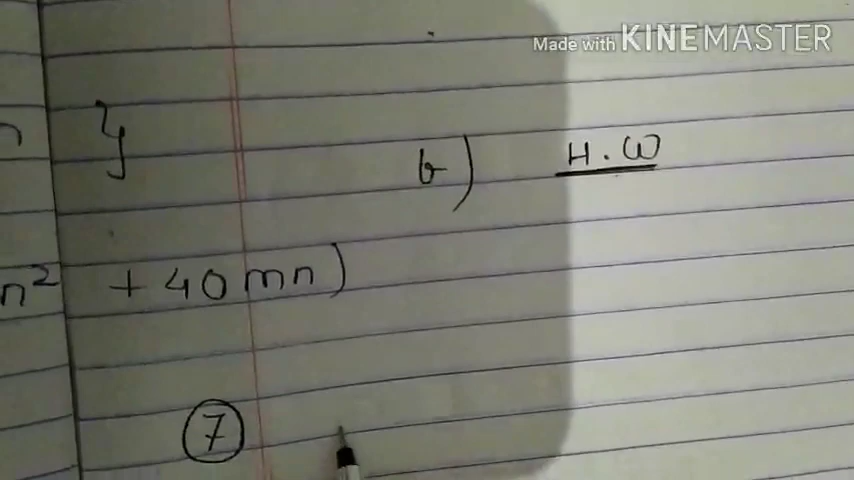 Made with KINEMASTER
n }
b) H.W
n² + 40mn)
7